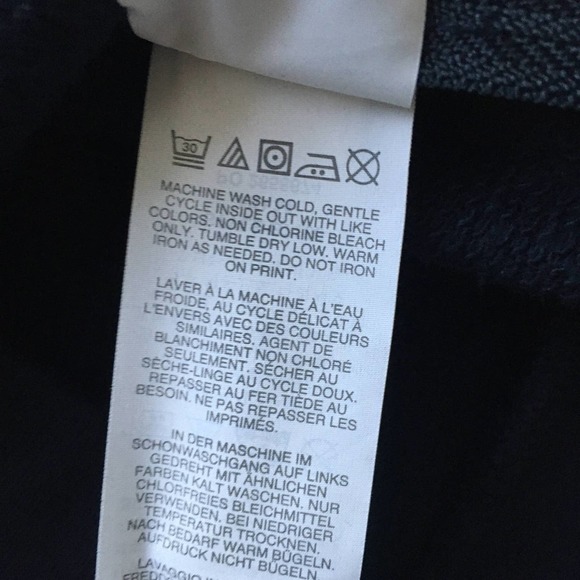 30
MACHINE WASH COLD, GENTLE
CYCLE INSIDE OUT WITH LIKE
COLORS. NON CHLORINE BLEACH
ONLY. TUMBLE DRY LOW. WARM
IRON AS NEEDED. DO NOT IRON
ON PRINT.
LAVER À LA MACHINE À L'EAU
FROIDE, AU CYCLE DÉLICAT À
L'ENVERS AVEC DES COULEURS
SIMILAIRES. AGENT DE
BLANCHIMENT NON CHLORÉ
SEULEMENT. SÉCHER AU
SÈCHE-LINGE AU CYCLE DOUX.
REPASSER AU FER TIÈDE AU
BESOIN. NE PAS REPASSER LES
IMPRIMÉS.
IN DER MASCHINE IM
SCHONWASCHGANG AUF LINKS
GEDREHT MIT ÄHNLICHEN
FARBEN KALT WASCHEN. NUR
CHLORFREIES BLEICHMITTEL
VERWENDEN. BEI NIEDRIGER
TEMPERATUR TROCKNEN.
NACH BEDARF WARM BÜGELN.
AUFDRUCK NICHT BÜGELN.